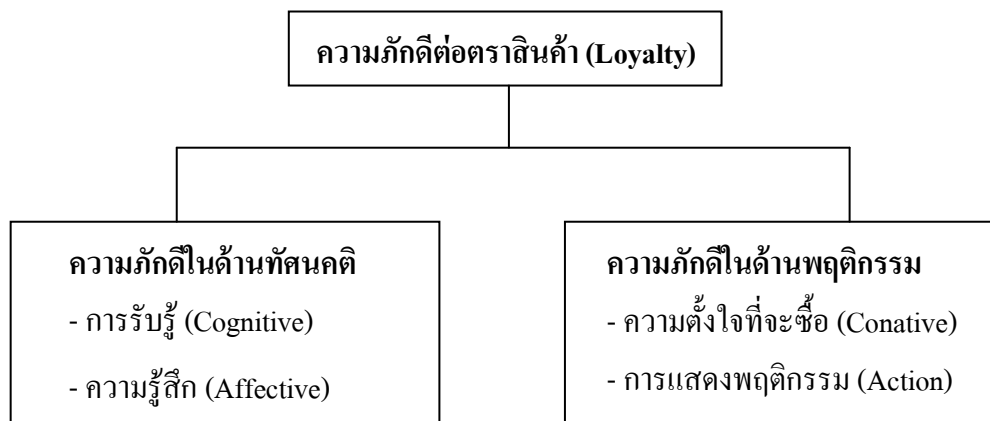 ความภักดีต่อตราสินค้า (Loyalty)
ความภักดีในด้านทัศนคติ
- การรับรู้ (Cognitive)
- ความรู้สึก (Affective)
ความภักดีในด้านพฤติกรรม
- ความตั้งใจที่จะซื้อ (Conative)
- การแสดงพฤติกรรม (Action)